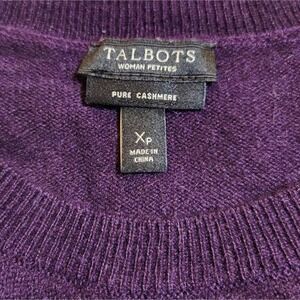 TALBOTS
WOMAN PETITES
PURE CASHMERE
XP
MADE IN
CHINA